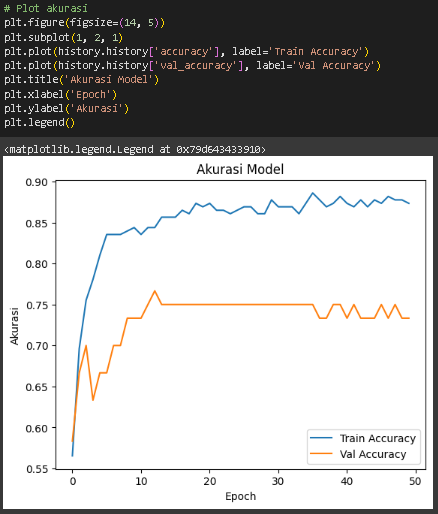 # Plot akurasi
plt.figure(figsize=(14, 5))
plt.subplot(1, 2, 1)
plt.plot(history.history['accuracy'], label='Train Accuracy')
plt.plot(history.history['val_accuracy'], label='Val Accuracy')
plt.title('Akurasi Model')
plt.xlabel('Epoch')
plt.ylabel('Akurasi')
plt.legend()
<matplotlib.legend.Legend at 0x79d643433910>
Akurasi Model
0.90
0.85
0.80
0.75
0.70
0.65
0.60
0.55
Akurasi
Train Accuracy
Val Accuracy
0 10 20 30 40 50
Epoch